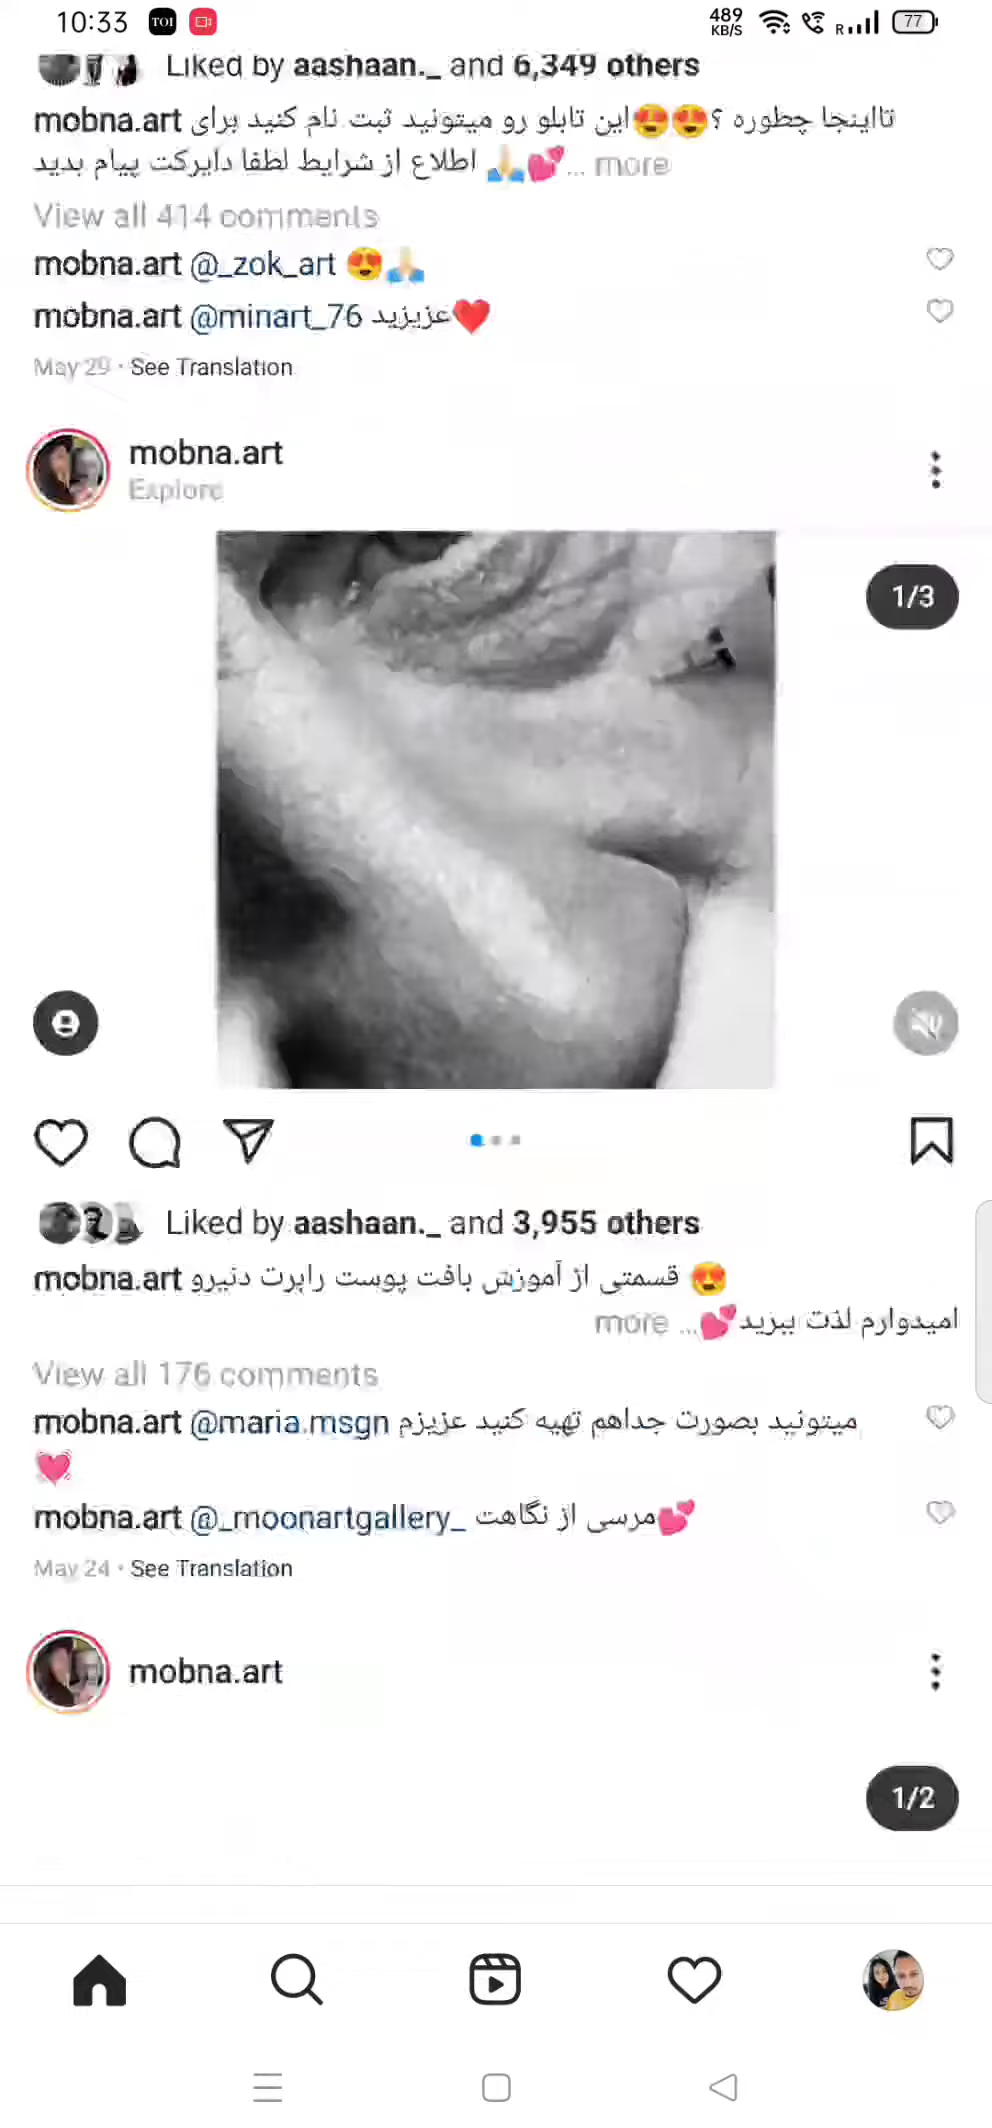 10:33 TOI 489 KB/S R 77
Liked by aashaan._ and 6,349 others
mobna.art تااینجا چطوره ؟😍😍این تابلو رو میتونید ثبت نام کنید برای
اطلاع از شرایط لطفا دایرکت پیام بدید 🙏🏻💕... more
View all 414 comments
mobna.art @_zok_art 😍🙏🏻
mobna.art @minart_76 عزیزید❤️
May 29 · See Translation
mobna.art
Explore
1/3
Liked by aashaan._ and 3,955 others
mobna.art قسمتی از آموزش بافت پوست رابرت دنیرو 😍
امیدوارم لذت ببرید💕... more
View all 176 comments
mobna.art @maria.msgn میتونید بصورت جداهم تهیه کنید عزیزم
💓
mobna.art @_moonartgallery_ مرسی از نگاهت💕
May 24 · See Translation
mobna.art
1/2